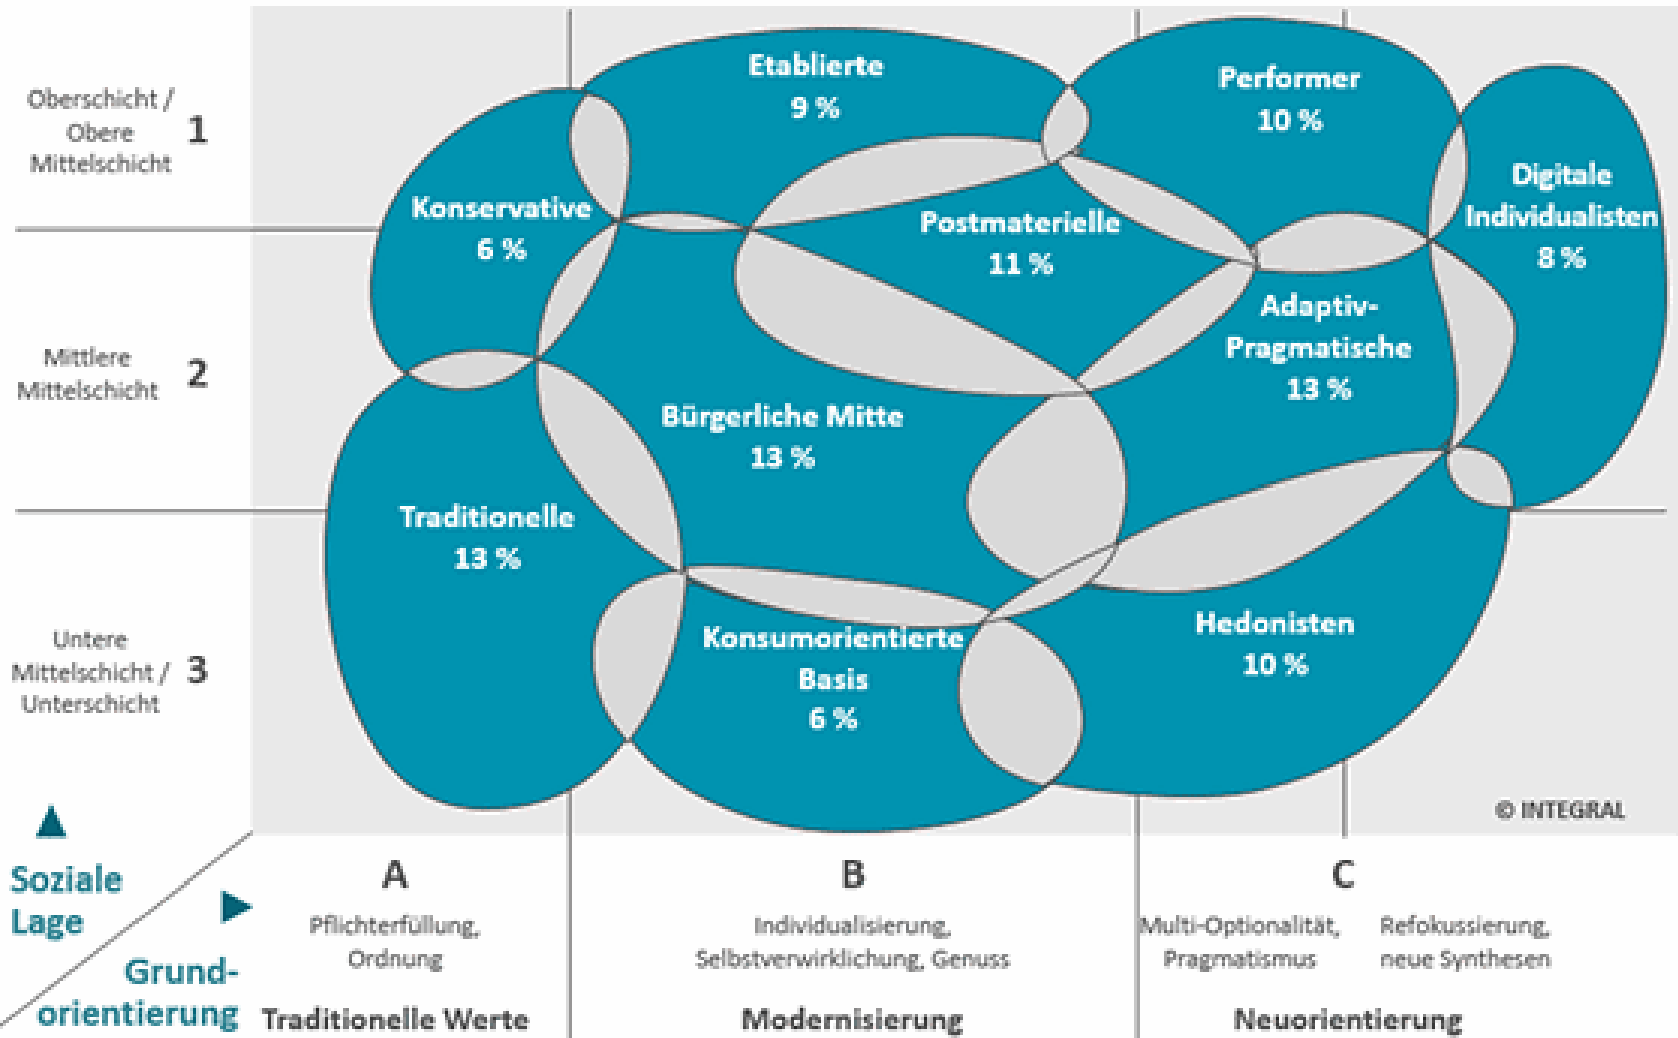 Oberschicht /
Obere
Mittelschicht
1
Etablierte
9 %
Performer
10 %
Digitale
Individualisten
8 %
Konservative
6 %
Postmaterielle
11 %
Mittlere
Mittelschicht
2
Adaptiv-
Pragmatische
13 %
Bürgerliche Mitte
13 %
Traditionelle
13 %
Untere
Mittelschicht /
Unterschicht
3
Konsumorientierte
Basis
6 %
Hedonisten
10 %
© INTEGRAL
Soziale
Lage
Grund-
orientierung
A
Pflichterfüllung,
Ordnung
Traditionelle Werte
B
Individualisierung,
Selbstverwirklichung, Genuss
Modernisierung
C
Multi-Optionalität,
Pragmatismus
Refokussierung,
neue Synthesen
Neuorientierung